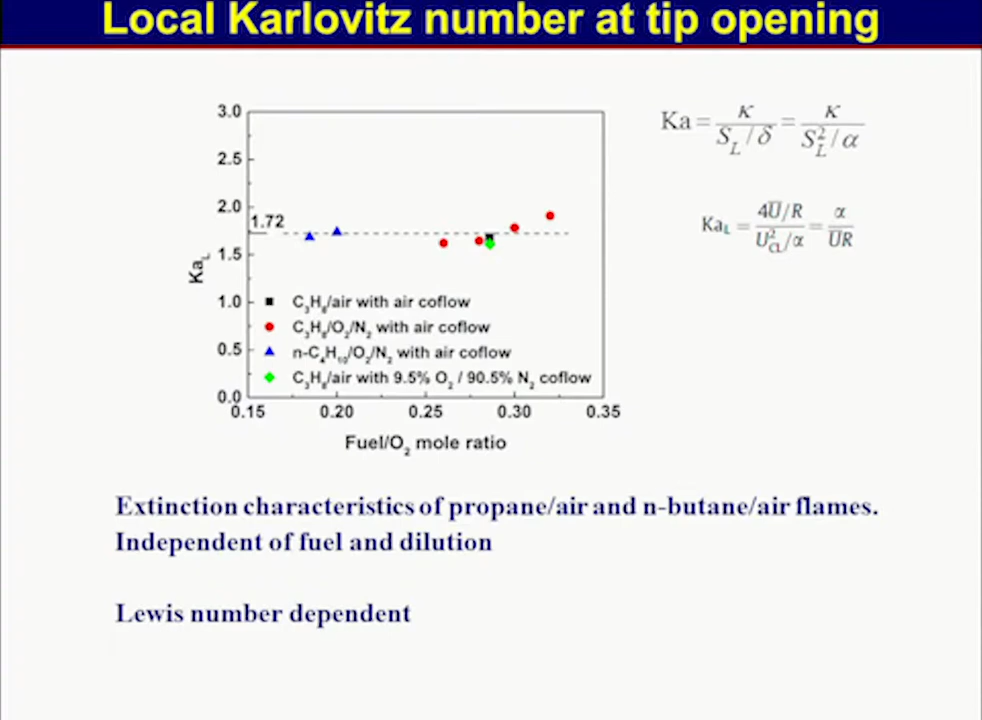 Local Karlovitz number at tip opening
Ka = κ / (S_L / δ) = κ / (S_L² / α)
Ka_L = (4U̅/R) / (U_CL² / α) = α / (U̅R)
3.0
2.5
2.0
1.72
1.5
1.0
0.5
0.0
Ka_L
C₃H₈/air with air coflow
C₃H₈/O₂/N₂ with air coflow
n-C₄H₁₀/O₂/N₂ with air coflow
C₃H₈/air with 9.5% O₂ / 90.5% N₂ coflow
0.15 0.20 0.25 0.30 0.35
Fuel/O₂ mole ratio
Extinction characteristics of propane/air and n-butane/air flames.
Independent of fuel and dilution
Lewis number dependent